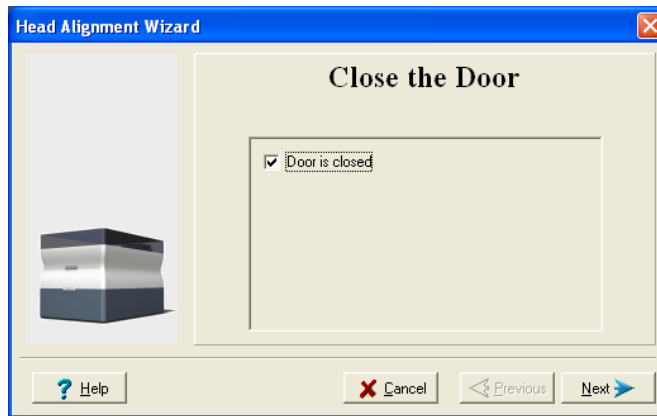 Head Alignment Wizard
Close the Door
Door is closed
Help
Cancel
Previous
Next